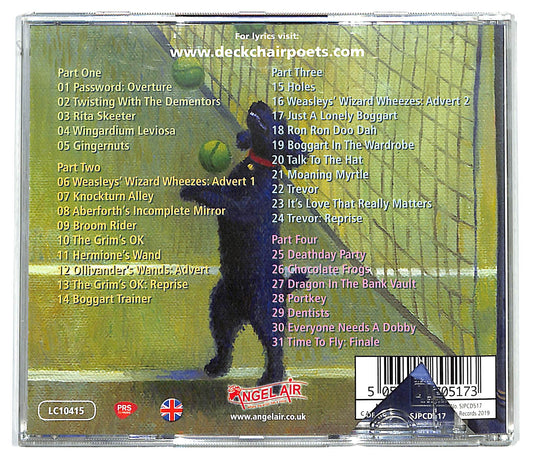 For lyrics visit:
www.deckchairpoets.com
Part One
01 Password: Overture
02 Twisting With The Dementors
03 Rita Skeeter
04 Wingardium Leviosa
05 Gingernuts
Part Two
06 Weasleys' Wizard Wheezes: Advert 1
07 Knockturn Alley
08 Aberforth's Incomplete Mirror
09 Broom Rider
10 The Grim's OK
11 Hermione's Wand
12 Ollivander's Wands: Advert
13 The Grim's OK: Reprise
14 Boggart Trainer
Part Three
15 Holes
16 Weasleys' Wizard Wheezes: Advert 2
17 Just A Lonely Boggart
18 Ron Ron Doo Dah
19 Boggart In The Wardrobe
20 Talk To The Hat
21 Moaning Myrtle
22 Trevor
23 It's Love That Really Matters
24 Trevor: Reprise
Part Four
25 Deathday Party
26 Chocolate Frogs
27 Dragon In The Bank Vault
28 Portkey
29 Dentists
30 Everyone Needs A Dobby
31 Time To Fly: Finale
LC10415
PRS
ANGEL AIR
www.angelair.co.uk
05173
No. SJPCD517
SJPCD517
Records 2019